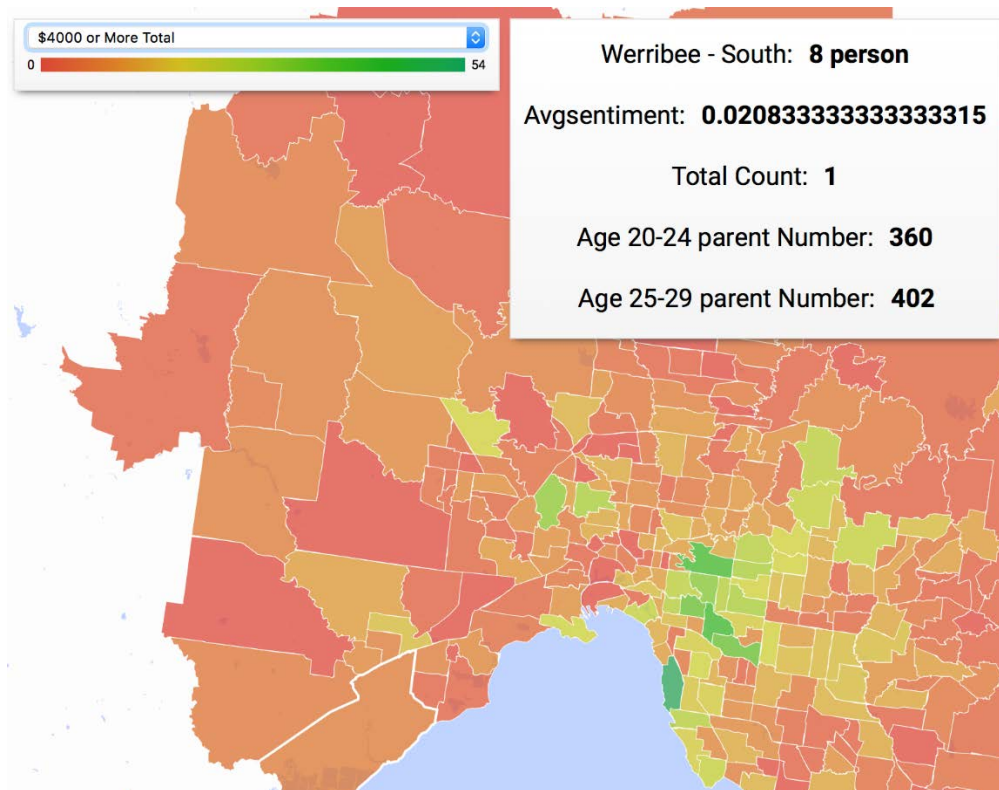 $4000 or More Total
0 54
Werribee - South: 8 person
Avgsentiment: 0.020833333333333315
Total Count: 1
Age 20-24 parent Number: 360
Age 25-29 parent Number: 402